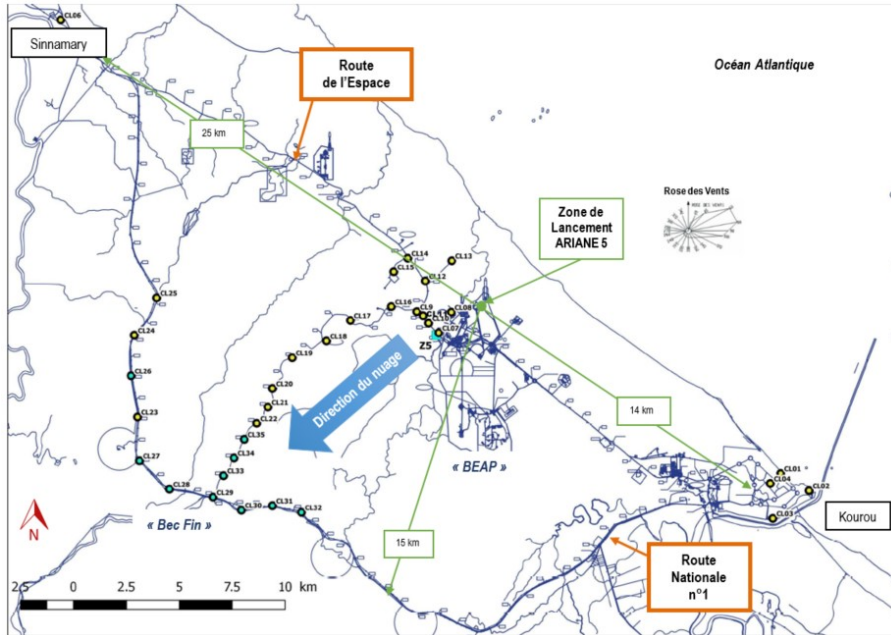 CL06
Sinnamary
Route
de l'Espace
Océan Atlantique
25 km
Rose des Vents
Zone de
Lancement
ARIANE 5
CL14
CL13
CL15
CL12
CL25
CL16
CL9
CL08
CL10
CL17
CL07
Z5
CL24
CL18
CL19
Direction du nuage
CL26
CL20
CL21
14 km
CL23
CL22
CL35
CL34
« BEAP »
CL27
CL33
CL01
CL04
CL28
CL29
CL02
CL31
CL30
CL32
CL03
« Bec Fin »
Kourou
N
15 km
Route
Nationale
n°1
2.5 0 2.5 5 7.5 10 km